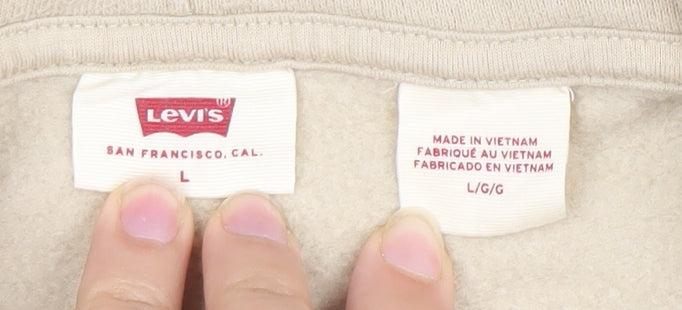 Levi's®
SAN FRANCISCO, CAL.
L
MADE IN VIETNAM
FABRIQUÉ AU VIETNAM
FABRICADO EN VIETNAM
L/G/G